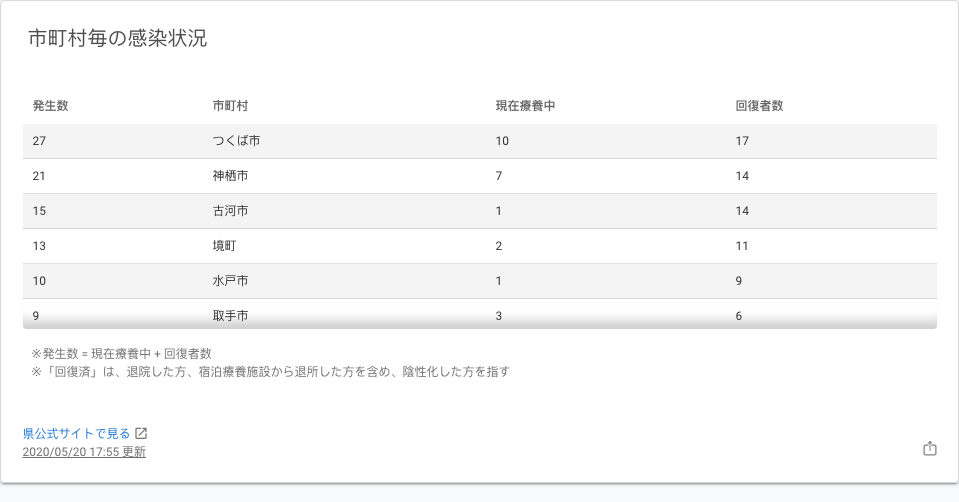 市町村毎の感染状況
発生数 市町村 現在療養中 回復者数
27 つくば市 10 17
21 神栖市 7 14
15 古河市 1 14
13 境町 2 11
10 水戸市 1 9
9 取手市 3 6
※発生数 = 現在療養中 + 回復者数
※「回復済」は、退院した方、宿泊療養施設から退所した方を含め、陰性化した方を指す
県公式サイトで見る
2020/05/20 17:55 更新